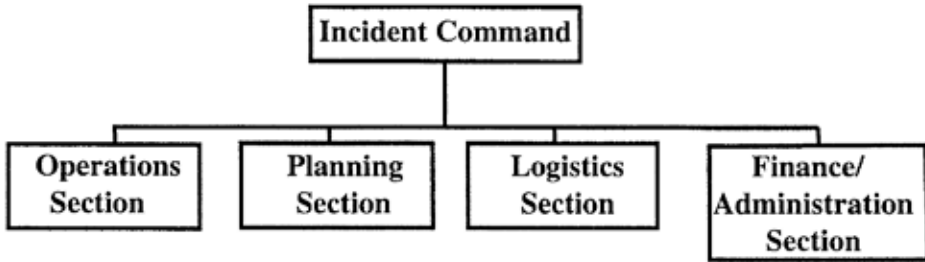 Incident Command
Operations
Section
Planning
Section
Logistics
Section
Finance/
Administration
Section